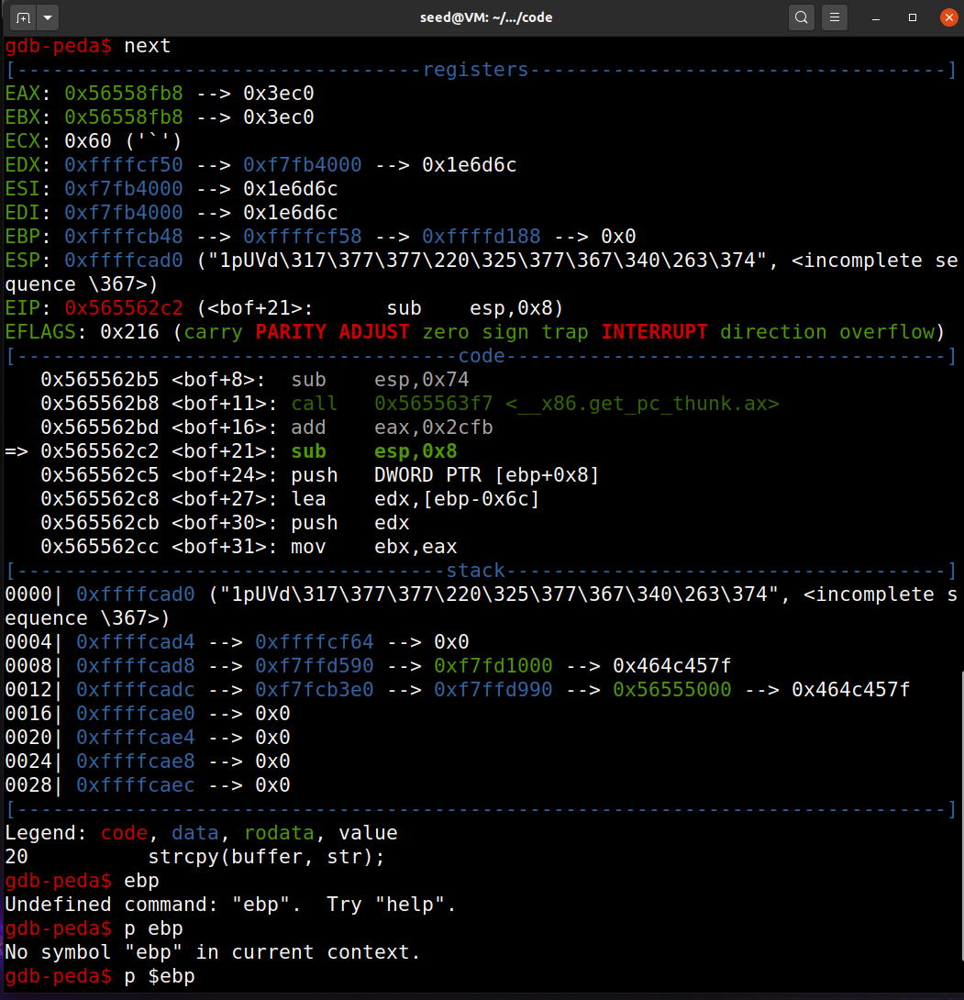 seed@VM: ~/.../code
gdb-peda$ next
[----------------------------------registers-----------------------------------]
EAX: 0x56558fb8 --> 0x3ec0
EBX: 0x56558fb8 --> 0x3ec0
ECX: 0x60 ('`')
EDX: 0xffffcf50 --> 0xf7fb4000 --> 0x1e6d6c
ESI: 0xf7fb4000 --> 0x1e6d6c
EDI: 0xf7fb4000 --> 0x1e6d6c
EBP: 0xffffcb48 --> 0xffffcf58 --> 0xffffd188 --> 0x0
ESP: 0xffffcad0 ("1pUVd\317\377\377\220\325\377\367\340\263\374", <incomplete se
quence \367>)
EIP: 0x565562c2 (<bof+21>:      sub    esp,0x8)
EFLAGS: 0x216 (carry PARITY ADJUST zero sign trap INTERRUPT direction overflow)
[-------------------------------------code-------------------------------------]
   0x565562b5 <bof+8>:  sub    esp,0x74
   0x565562b8 <bof+11>: call   0x565563f7 <__x86.get_pc_thunk.ax>
   0x565562bd <bof+16>: add    eax,0x2cfb
=> 0x565562c2 <bof+21>: sub    esp,0x8
   0x565562c5 <bof+24>: push   DWORD PTR [ebp+0x8]
   0x565562c8 <bof+27>: lea    edx,[ebp-0x6c]
   0x565562cb <bof+30>: push   edx
   0x565562cc <bof+31>: mov    ebx,eax
[------------------------------------stack-------------------------------------]
0000| 0xffffcad0 ("1pUVd\317\377\377\220\325\377\367\340\263\374", <incomplete s
equence \367>)
0004| 0xffffcad4 --> 0xffffcf64 --> 0x0
0008| 0xffffcad8 --> 0xf7ffd590 --> 0xf7fd1000 --> 0x464c457f
0012| 0xffffcadc --> 0xf7fcb3e0 --> 0xf7ffd990 --> 0x56555000 --> 0x464c457f
0016| 0xffffcae0 --> 0x0
0020| 0xffffcae4 --> 0x0
0024| 0xffffcae8 --> 0x0
0028| 0xffffcaec --> 0x0
[------------------------------------------------------------------------------]
Legend: code, data, rodata, value
20          strcpy(buffer, str);
gdb-peda$ ebp
Undefined command: "ebp".  Try "help".
gdb-peda$ p ebp
No symbol "ebp" in current context.
gdb-peda$ p $ebp